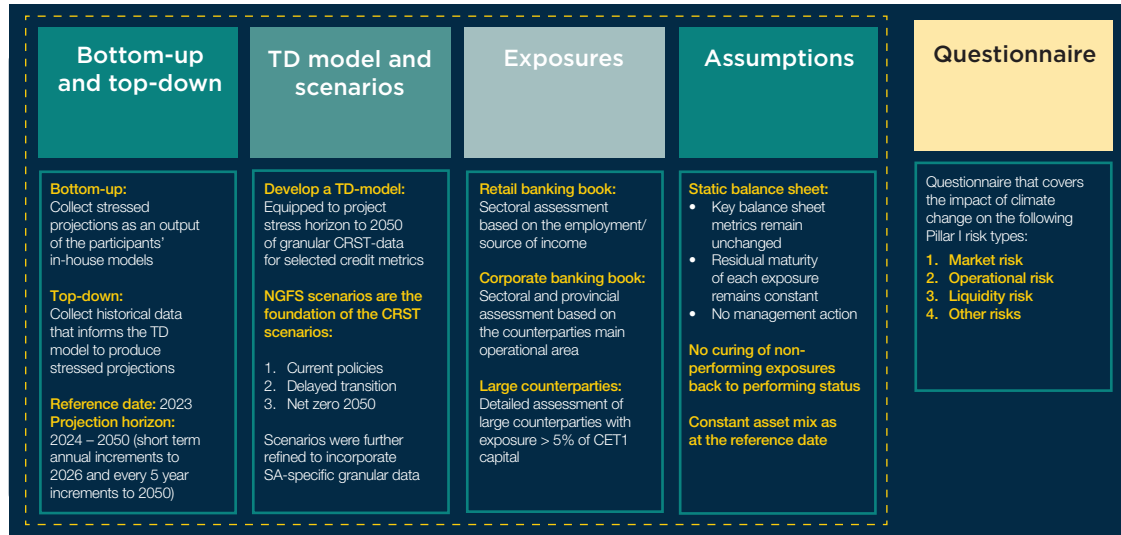 Bottom-up
and top-down
Bottom-up:
Collect stressed
projections as an output
of the participants'
in-house models
Top-down:
Collect historical data
that informs the TD
model to produce
stressed projections
Reference date: 2023
Projection horizon:
2024 – 2050 (short term
annual increments to
2026 and every 5 year
increments to 2050)
TD model and
scenarios
Develop a TD-model:
Equipped to project
stress horizon to 2050
of granular CRST-data
for selected credit metrics
NGFS scenarios are the
foundation of the CRST
scenarios:
1. Current policies
2. Delayed transition
3. Net zero 2050
Scenarios were further
refined to incorporate
SA-specific granular data
Exposures
Retail banking book:
Sectoral assessment
based on the employment/
source of income
Corporate banking book:
Sectoral and provincial
assessment based on
the counterparties main
operational area
Large counterparties:
Detailed assessment of
large counterparties with
exposure > 5% of CET1
capital
Assumptions
Static balance sheet:
• Key balance sheet
metrics remain
unchanged
• Residual maturity
of each exposure
remains constant
• No management action
No curing of non-
performing exposures
back to performing status
Constant asset mix as
at the reference date
Questionnaire
Questionnaire that covers
the impact of climate
change on the following
Pillar I risk types:
1. Market risk
2. Operational risk
3. Liquidity risk
4. Other risks